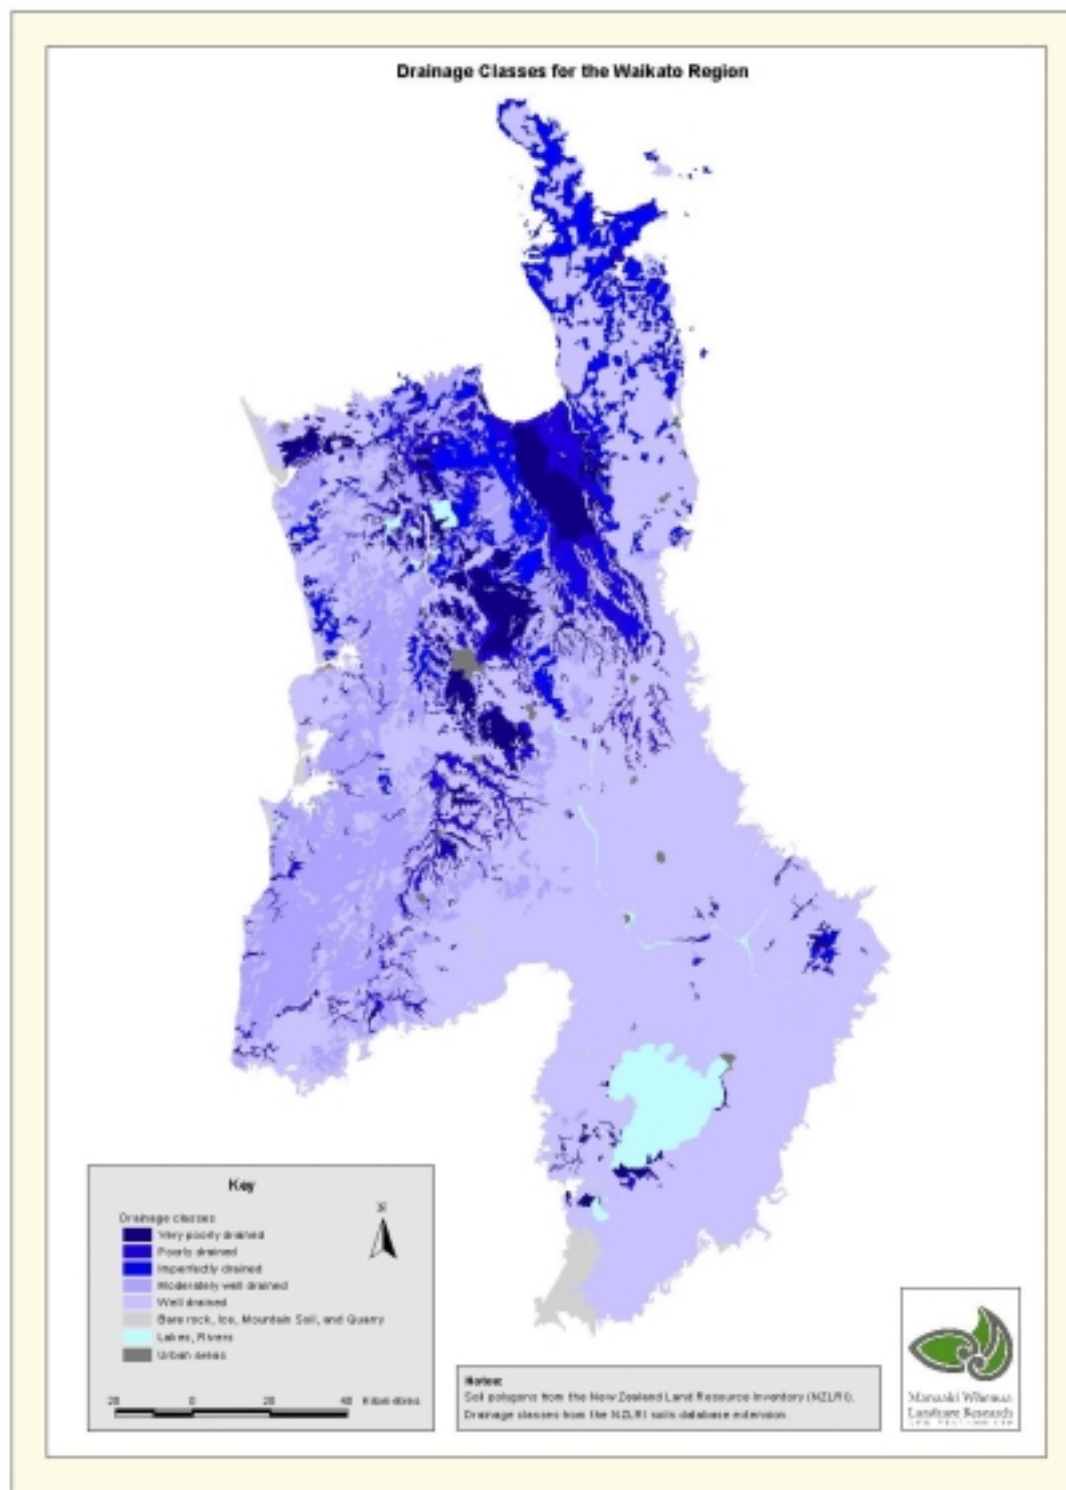 Drainage Classes for the Waikato Region
Key
N
Drainage classes
Very poorly drained
Poorly drained
Imperfectly drained
Moderately well drained
Well drained
Bare rock, Ice, Mountain Soil, and Quarry
Lakes, Rivers
Urban areas
20 0 20 40 Kilometres
Notes:
Soil polygons from the New Zealand Land Resource Inventory (NZLRI).
Drainage classes from the NZLRI soils database extension.
Manaaki Whenua
Landcare Research